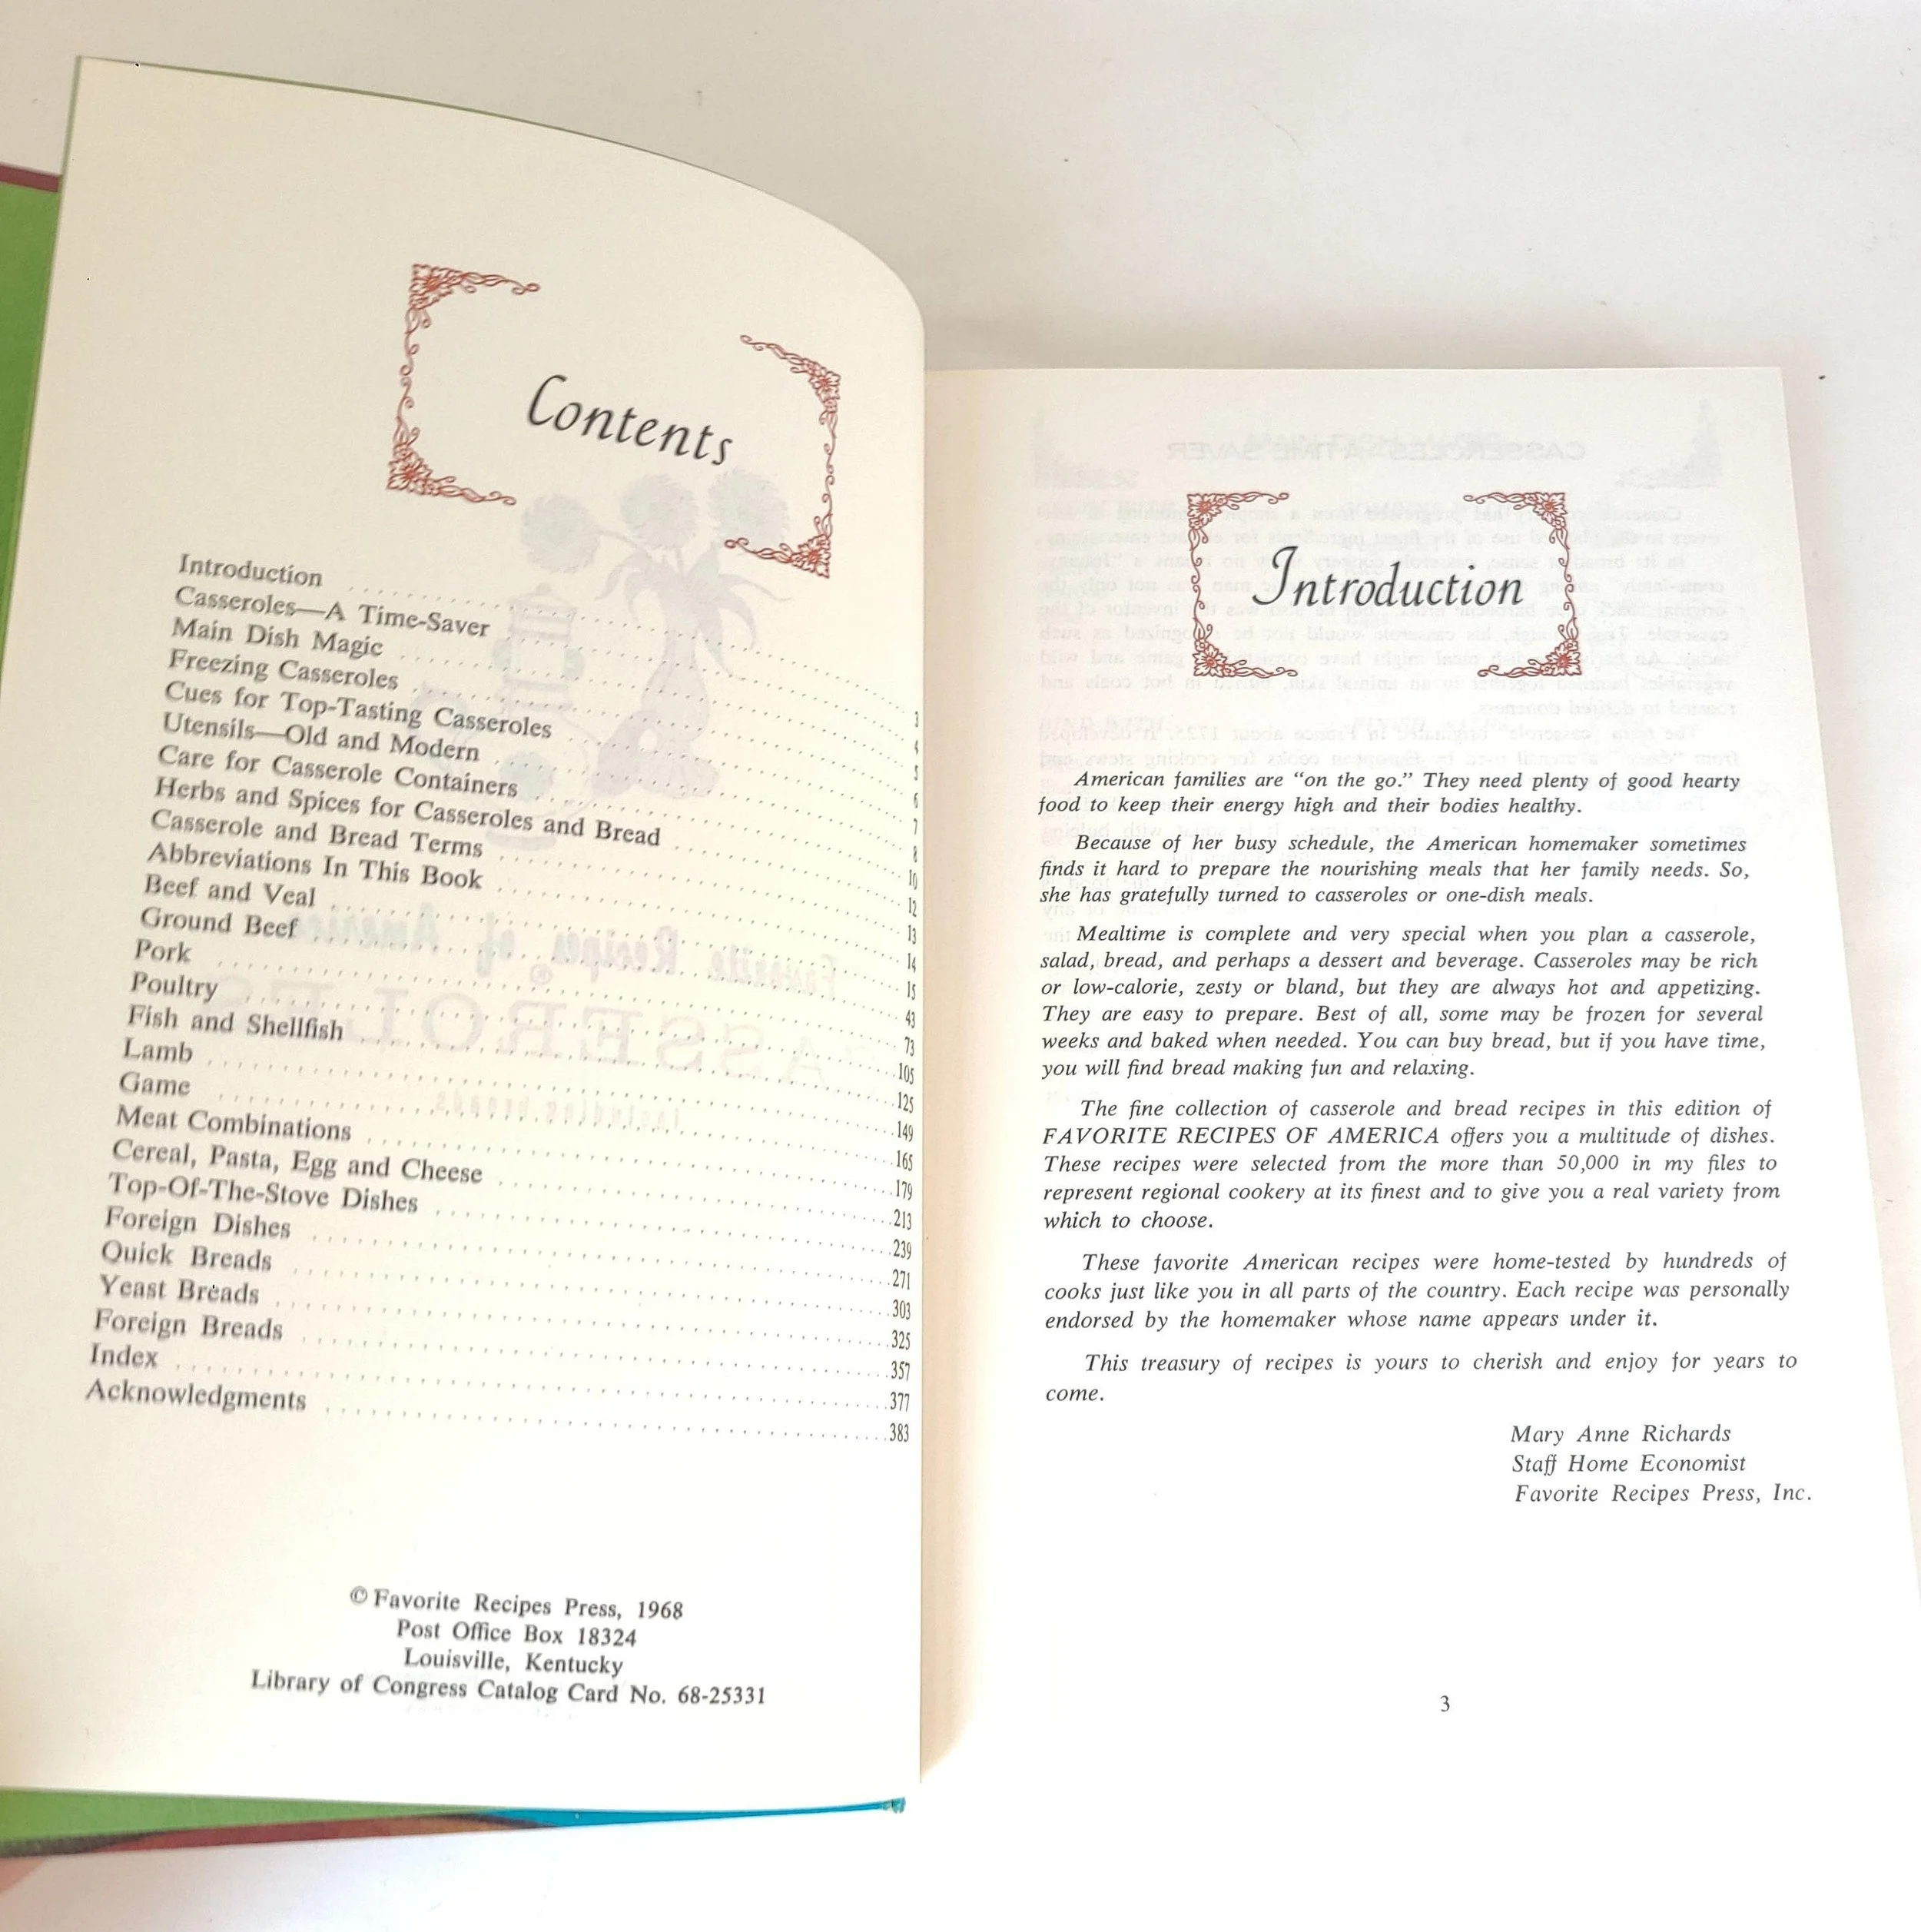 Contents
Introduction 3
Casseroles—A Time-Saver 4
Main Dish Magic 5
Freezing Casseroles 6
Cues for Top-Tasting Casseroles 7
Utensils—Old and Modern 8
Care for Casserole Containers 10
Herbs and Spices for Casseroles and Bread 12
Casserole and Bread Terms 13
Abbreviations In This Book 14
Beef and Veal 15
Ground Beef 43
Pork 73
Poultry 105
Fish and Shellfish 125
Lamb 149
Game 165
Meat Combinations 179
Cereal, Pasta, Egg and Cheese 213
Top-Of-The-Stove Dishes 239
Foreign Dishes 271
Quick Breads 303
Yeast Breads 325
Foreign Breads 357
Index 377
Acknowledgments 383
© Favorite Recipes Press, 1968
Post Office Box 18324
Louisville, Kentucky
Library of Congress Catalog Card No. 68-25331
Introduction
American families are “on the go.” They need plenty of good hearty
food to keep their energy high and their bodies healthy.
Because of her busy schedule, the American homemaker sometimes
finds it hard to prepare the nourishing meals that her family needs. So,
she has gratefully turned to casseroles or one-dish meals.
Mealtime is complete and very special when you plan a casserole,
salad, bread, and perhaps a dessert and beverage. Casseroles may be rich
or low-calorie, zesty or bland, but they are always hot and appetizing.
They are easy to prepare. Best of all, some may be frozen for several
weeks and baked when needed. You can buy bread, but if you have time,
you will find bread making fun and relaxing.
The fine collection of casserole and bread recipes in this edition of
FAVORITE RECIPES OF AMERICA offers you a multitude of dishes.
These recipes were selected from the more than 50,000 in my files to
represent regional cookery at its finest and to give you a real variety from
which to choose.
These favorite American recipes were home-tested by hundreds of
cooks just like you in all parts of the country. Each recipe was personally
endorsed by the homemaker whose name appears under it.
This treasury of recipes is yours to cherish and enjoy for years to
come.
Mary Anne Richards
Staff Home Economist
Favorite Recipes Press, Inc.
3